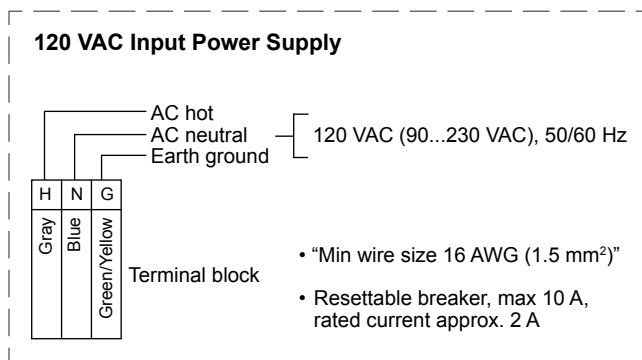 120 VAC Input Power Supply
AC hot
AC neutral
Earth ground
120 VAC (90...230 VAC), 50/60 Hz
H N G
Gray
Blue
Green/Yellow
Terminal block
• “Min wire size 16 AWG (1.5 mm²)”
• Resettable breaker, max 10 A,
rated current approx. 2 A